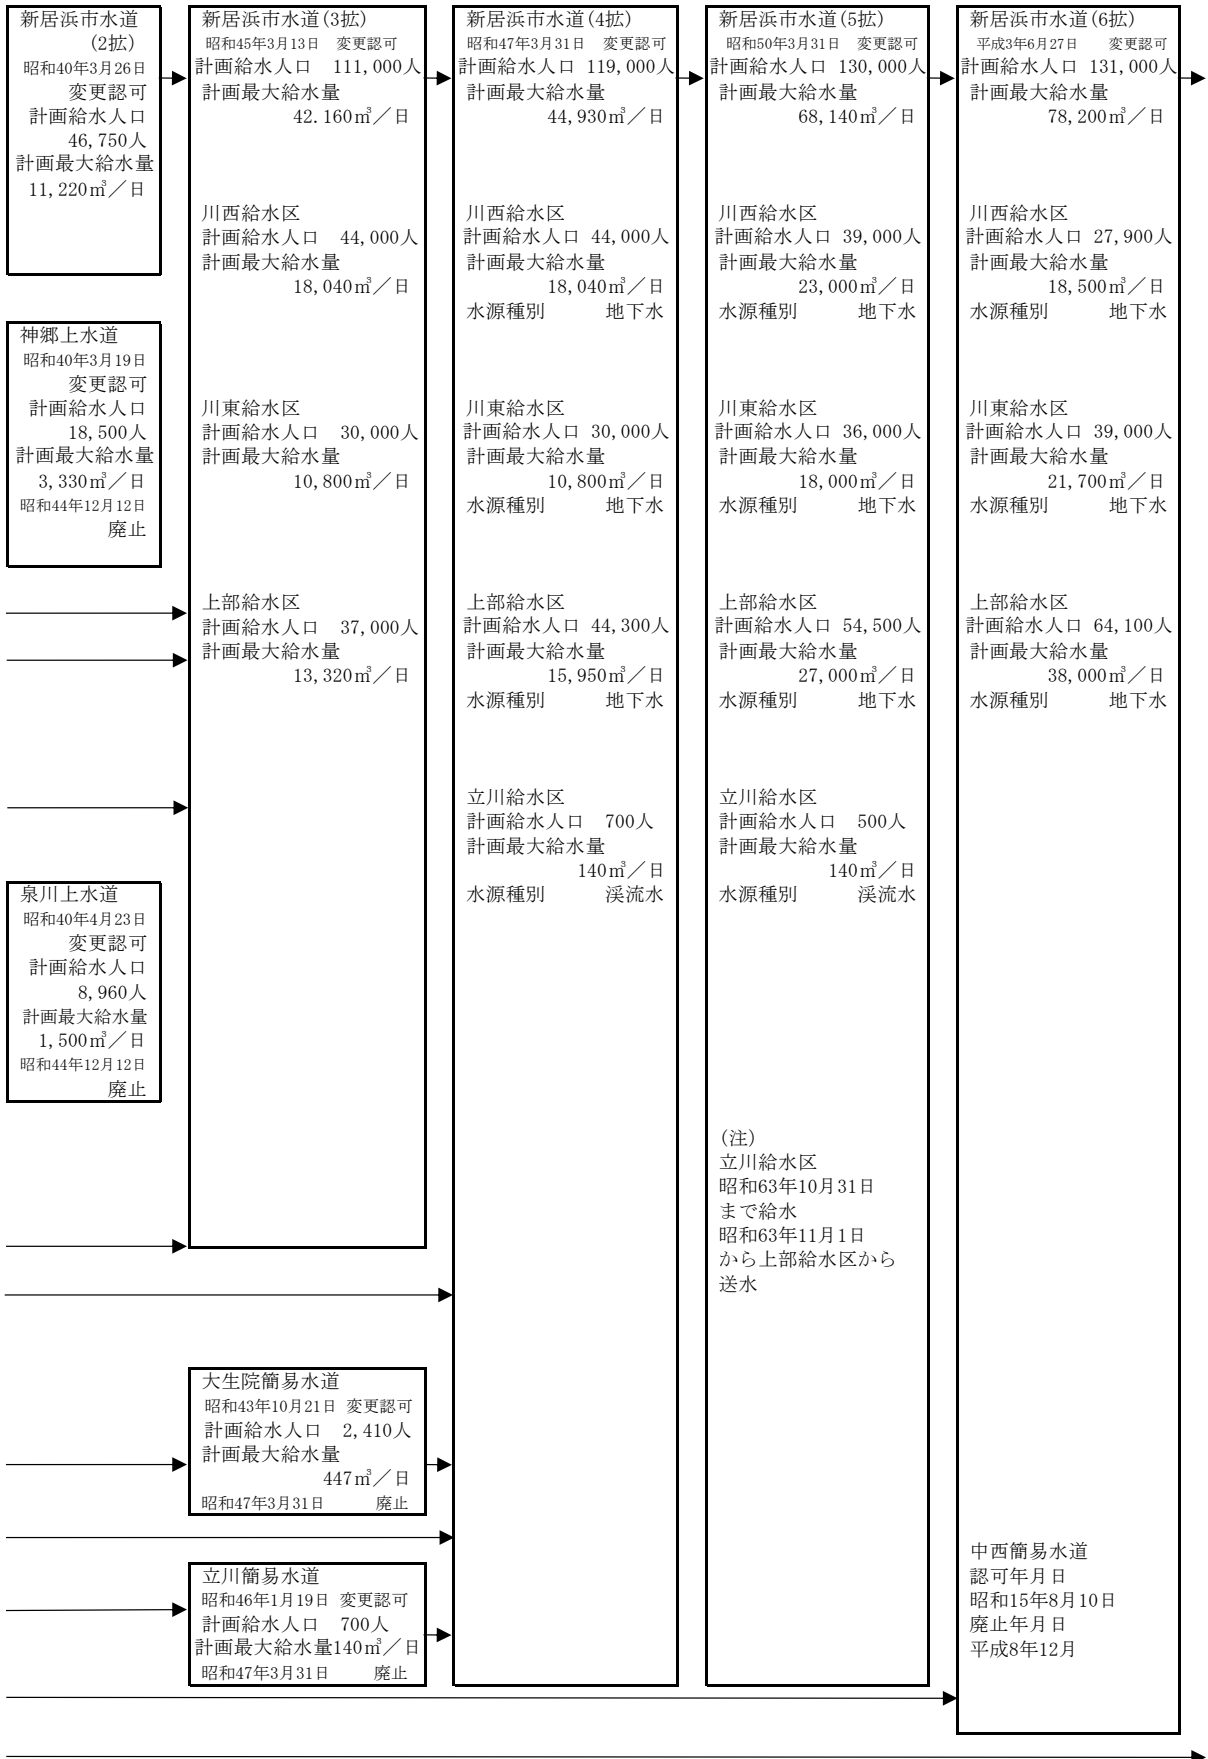 新居浜市水道
(2拡)
昭和40年3月26日
変更認可
計画給水人口
46,750人
計画最大給水量
11,220㎥／日
神郷上水道
昭和40年3月19日
変更認可
計画給水人口
18,500人
計画最大給水量
3,330㎥／日
昭和44年12月12日
廃止
泉川上水道
昭和40年4月23日
変更認可
計画給水人口
8,960人
計画最大給水量
1,500㎥／日
昭和44年12月12日
廃止
新居浜市水道(3拡)
昭和45年3月13日 変更認可
計画給水人口 111,000人
計画最大給水量
42.160㎥／日
川西給水区
計画給水人口 44,000人
計画最大給水量
18,040㎥／日
川東給水区
計画給水人口 30,000人
計画最大給水量
10,800㎥／日
上部給水区
計画給水人口 37,000人
計画最大給水量
13,320㎥／日
大生院簡易水道
昭和43年10月21日 変更認可
計画給水人口 2,410人
計画最大給水量
447㎥／日
昭和47年3月31日 廃止
立川簡易水道
昭和46年1月19日 変更認可
計画給水人口 700人
計画最大給水量140㎥／日
昭和47年3月31日 廃止
新居浜市水道(4拡)
昭和47年3月31日 変更認可
計画給水人口 119,000人
計画最大給水量
44,930㎥／日
川西給水区
計画給水人口 44,000人
計画最大給水量
18,040㎥／日
水源種別 地下水
川東給水区
計画給水人口 30,000人
計画最大給水量
10,800㎥／日
水源種別 地下水
上部給水区
計画給水人口 44,300人
計画最大給水量
15,950㎥／日
水源種別 地下水
立川給水区
計画給水人口 700人
計画最大給水量
140㎥／日
水源種別 渓流水
新居浜市水道(5拡)
昭和50年3月31日 変更認可
計画給水人口 130,000人
計画最大給水量
68,140㎥／日
川西給水区
計画給水人口 39,000人
計画最大給水量
23,000㎥／日
水源種別 地下水
川東給水区
計画給水人口 36,000人
計画最大給水量
18,000㎥／日
水源種別 地下水
上部給水区
計画給水人口 54,500人
計画最大給水量
27,000㎥／日
水源種別 地下水
立川給水区
計画給水人口 500人
計画最大給水量
140㎥／日
水源種別 渓流水
(注)
立川給水区
昭和63年10月31日
まで給水
昭和63年11月1日
から上部給水区から
送水
新居浜市水道(6拡)
平成3年6月27日 変更認可
計画給水人口 131,000人
計画最大給水量
78,200㎥／日
川西給水区
計画給水人口 27,900人
計画最大給水量
18,500㎥／日
水源種別 地下水
川東給水区
計画給水人口 39,000人
計画最大給水量
21,700㎥／日
水源種別 地下水
上部給水区
計画給水人口 64,100人
計画最大給水量
38,000㎥／日
水源種別 地下水
中西簡易水道
認可年月日
昭和15年8月10日
廃止年月日
平成8年12月